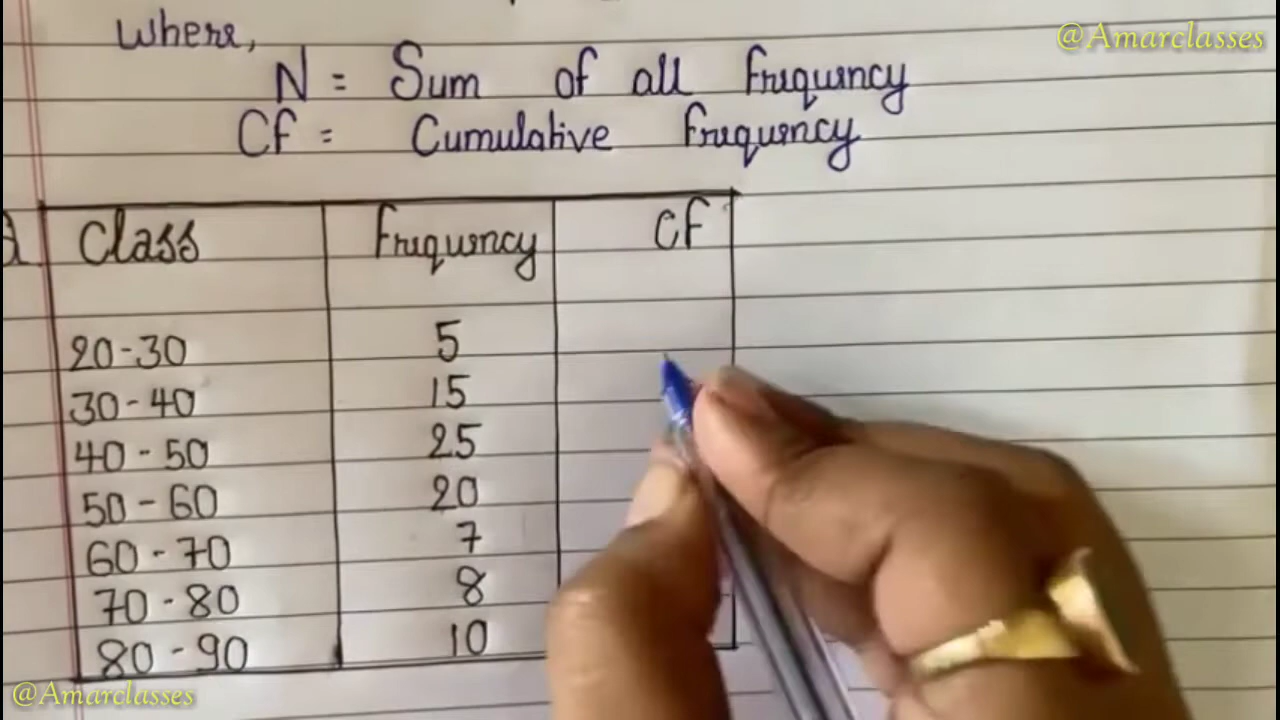 where,
@Amarclasses
N = Sum of all Frequency
Cf = Cumulative Frequency
Class Frequency CF
20-30 5
30-40 15
40-50 25
50-60 20
60-70 7
70-80 8
80-90 10
@Amarclasses